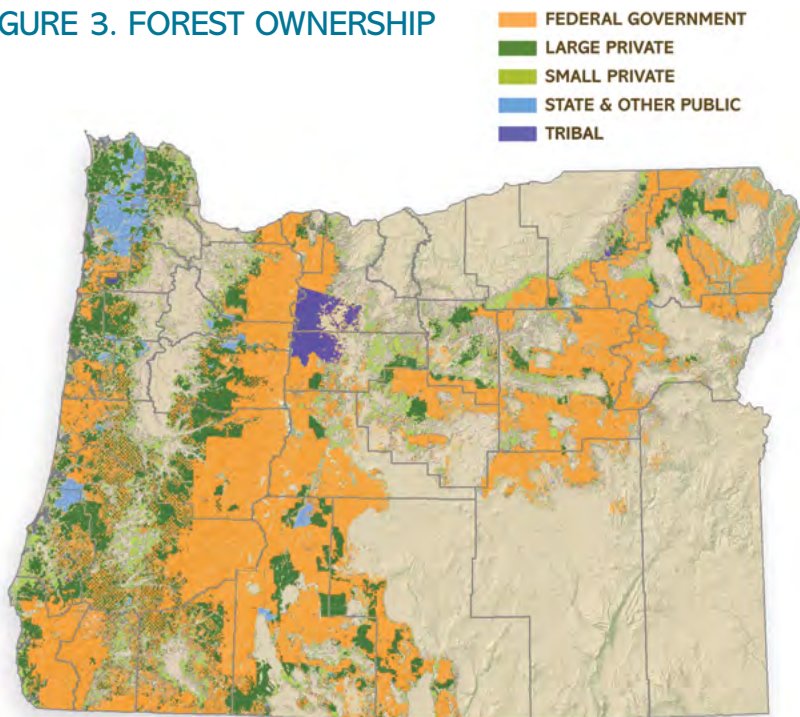 GURE 3. FOREST OWNERSHIP
FEDERAL GOVERNMENT
LARGE PRIVATE
SMALL PRIVATE
STATE & OTHER PUBLIC
TRIBAL